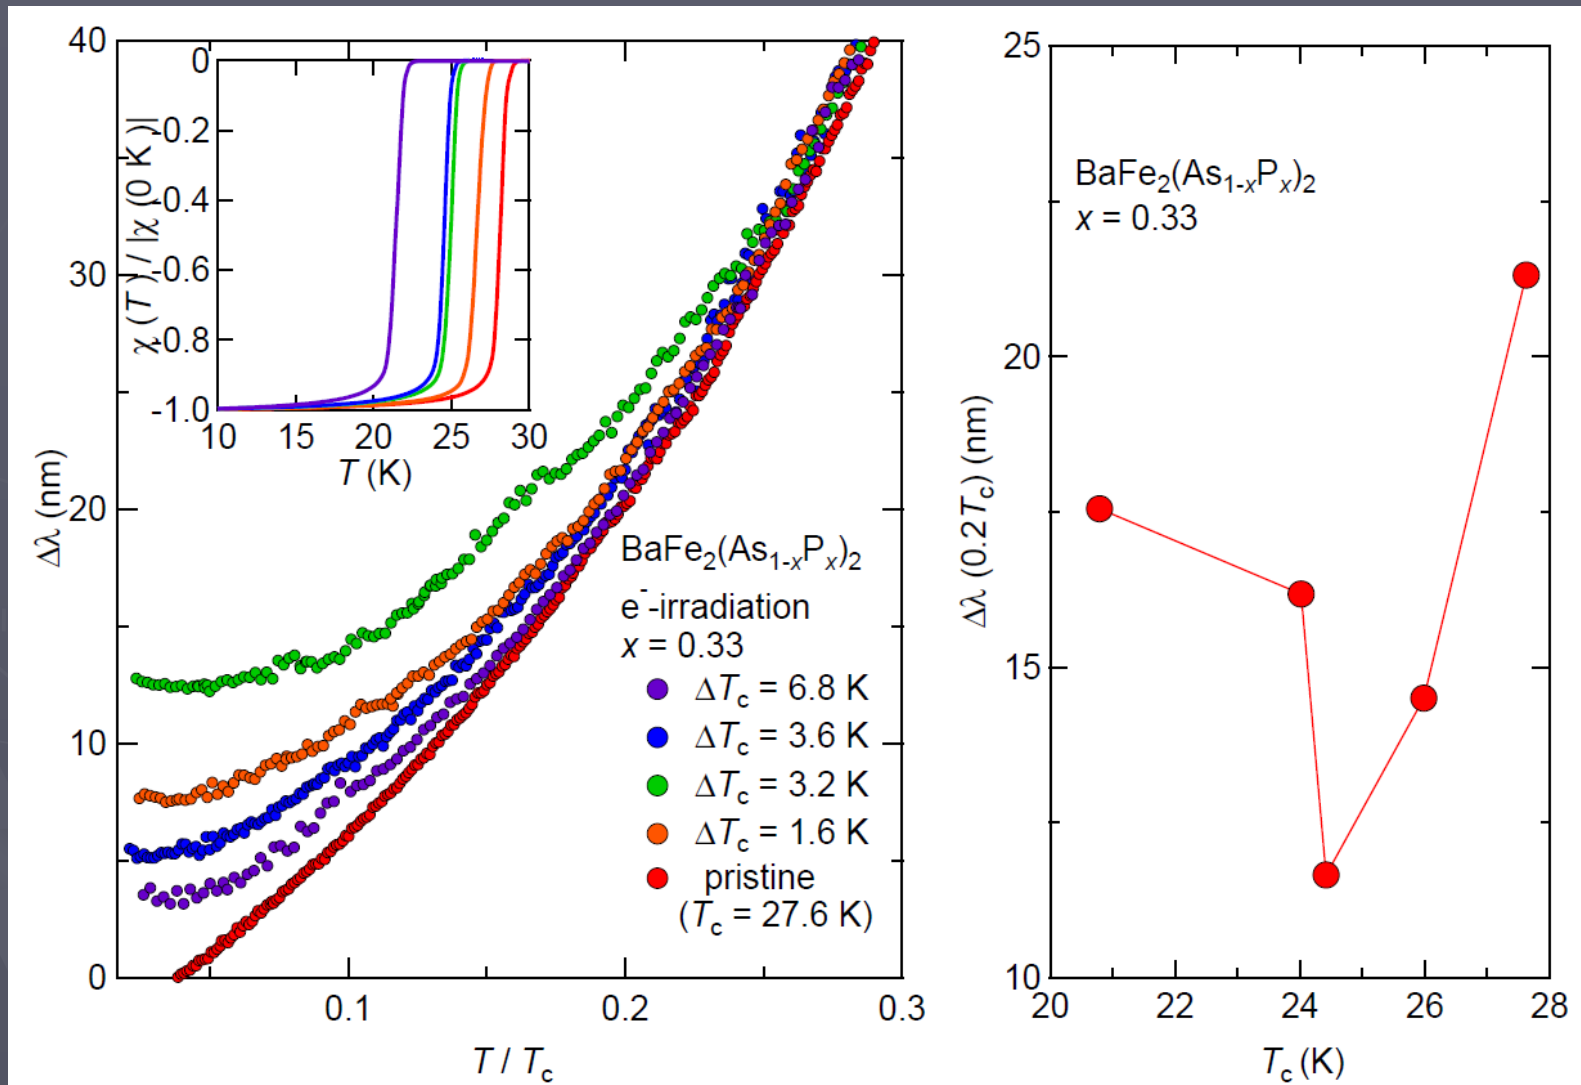 40
30
20
10
0
Δλ (nm)
0.1
0.2
0.3
T / Tc
0
-0.2
-0.4
-0.6
-0.8
-1.0
χ (T) / |χ (0 K)|
10 15 20 25 30
T (K)
BaFe2(As1-xPx)2
e⁻-irradiation
x = 0.33
ΔTc = 6.8 K
ΔTc = 3.6 K
ΔTc = 3.2 K
ΔTc = 1.6 K
pristine
(Tc = 27.6 K)
25
20
15
10
Δλ (0.2Tc) (nm)
BaFe2(As1-xPx)2
x = 0.33
20 22 24 26 28
Tc (K)